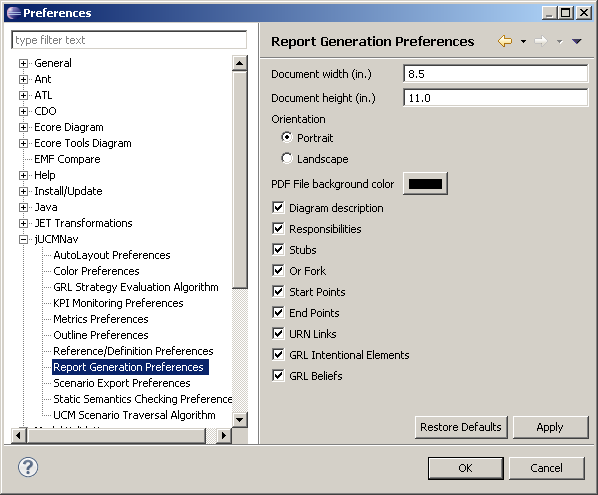 Preferences
type filter text
General
Ant
ATL
CDO
Ecore Diagram
Ecore Tools Diagram
EMF Compare
Help
Install/Update
Java
JET Transformations
jUCMNav
AutoLayout Preferences
Color Preferences
GRL Strategy Evaluation Algorithm
KPI Monitoring Preferences
Metrics Preferences
Outline Preferences
Reference/Definition Preferences
Report Generation Preferences
Scenario Export Preferences
Static Semantics Checking Preference
UCM Scenario Traversal Algorithm
Report Generation Preferences
Document width (in.) 8.5
Document height (in.) 11.0
Orientation
Portrait
Landscape
PDF File background color
Diagram description
Responsibilities
Stubs
Or Fork
Start Points
End Points
URN Links
GRL Intentional Elements
GRL Beliefs
Restore Defaults Apply
? OK Cancel